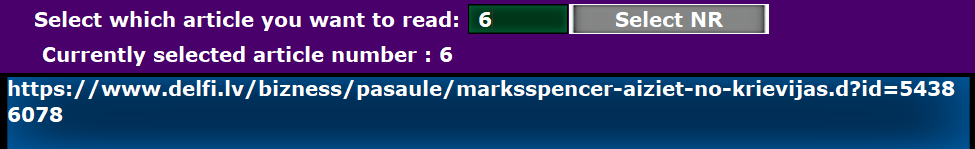 Select which article you want to read: 6 Select NR
Currently selected article number : 6
https://www.delfi.lv/bizness/pasaule/marksspencer-aiziet-no-krievijas.d?id=5438
6078